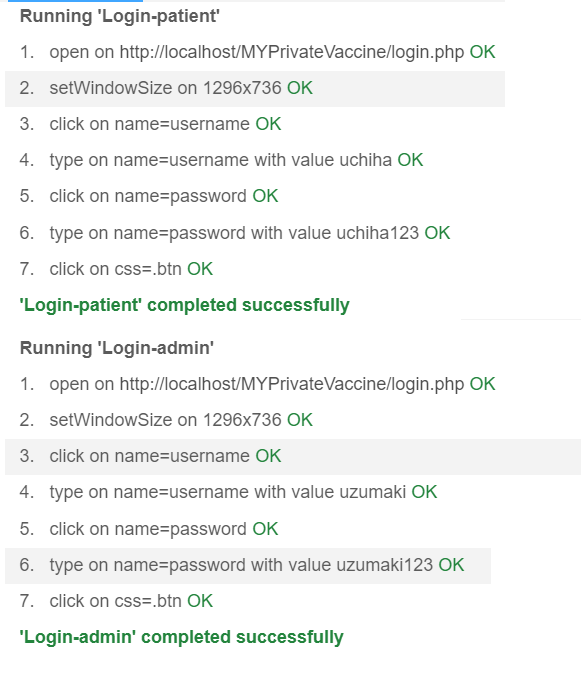 Running 'Login-patient'
1. open on http://localhost/MYPrivateVaccine/login.php OK
2. setWindowSize on 1296x736 OK
3. click on name=username OK
4. type on name=username with value uchiha OK
5. click on name=password OK
6. type on name=password with value uchiha123 OK
7. click on css=.btn OK
'Login-patient' completed successfully
Running 'Login-admin'
1. open on http://localhost/MYPrivateVaccine/login.php OK
2. setWindowSize on 1296x736 OK
3. click on name=username OK
4. type on name=username with value uzumaki OK
5. click on name=password OK
6. type on name=password with value uzumaki123 OK
7. click on css=.btn OK
'Login-admin' completed successfully